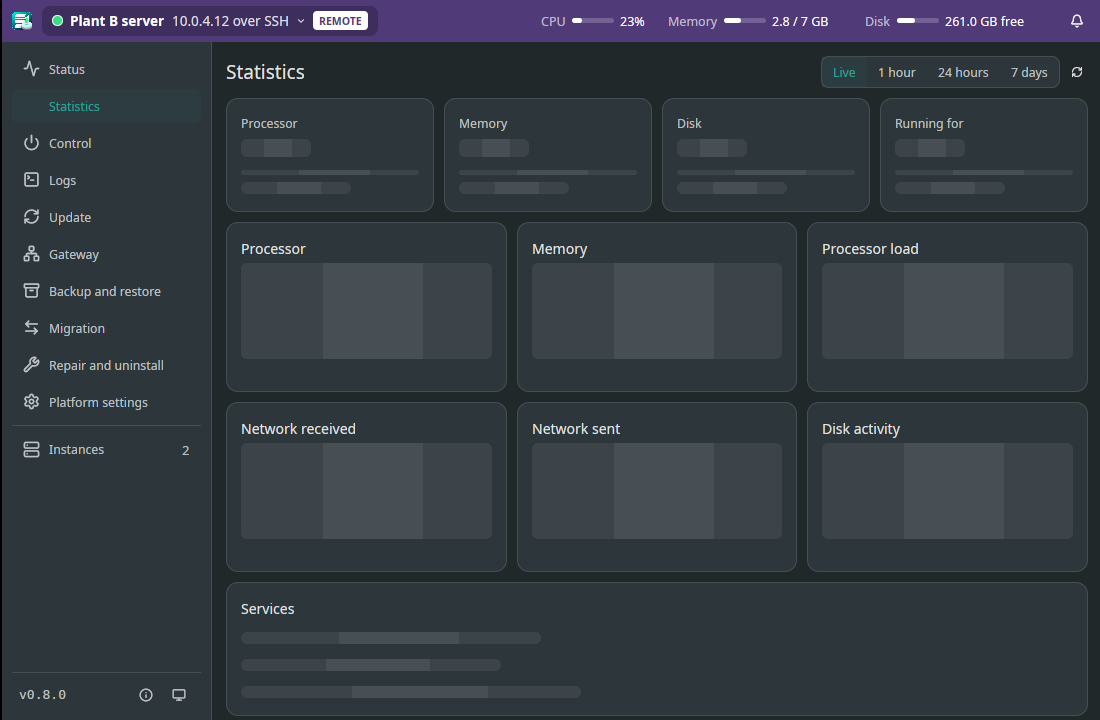 Plant B server 10.0.4.12 over SSH REMOTE CPU 23% Memory 2.8 / 7 GB Disk 261.0 GB free
Status
Statistics
Control
Logs
Update
Gateway
Backup and restore
Migration
Repair and uninstall
Platform settings
Instances 2
v0.8.0
Statistics Live 1 hour 24 hours 7 days
Processor Memory Disk Running for
Processor Memory Processor load
Network received Network sent Disk activity
Services